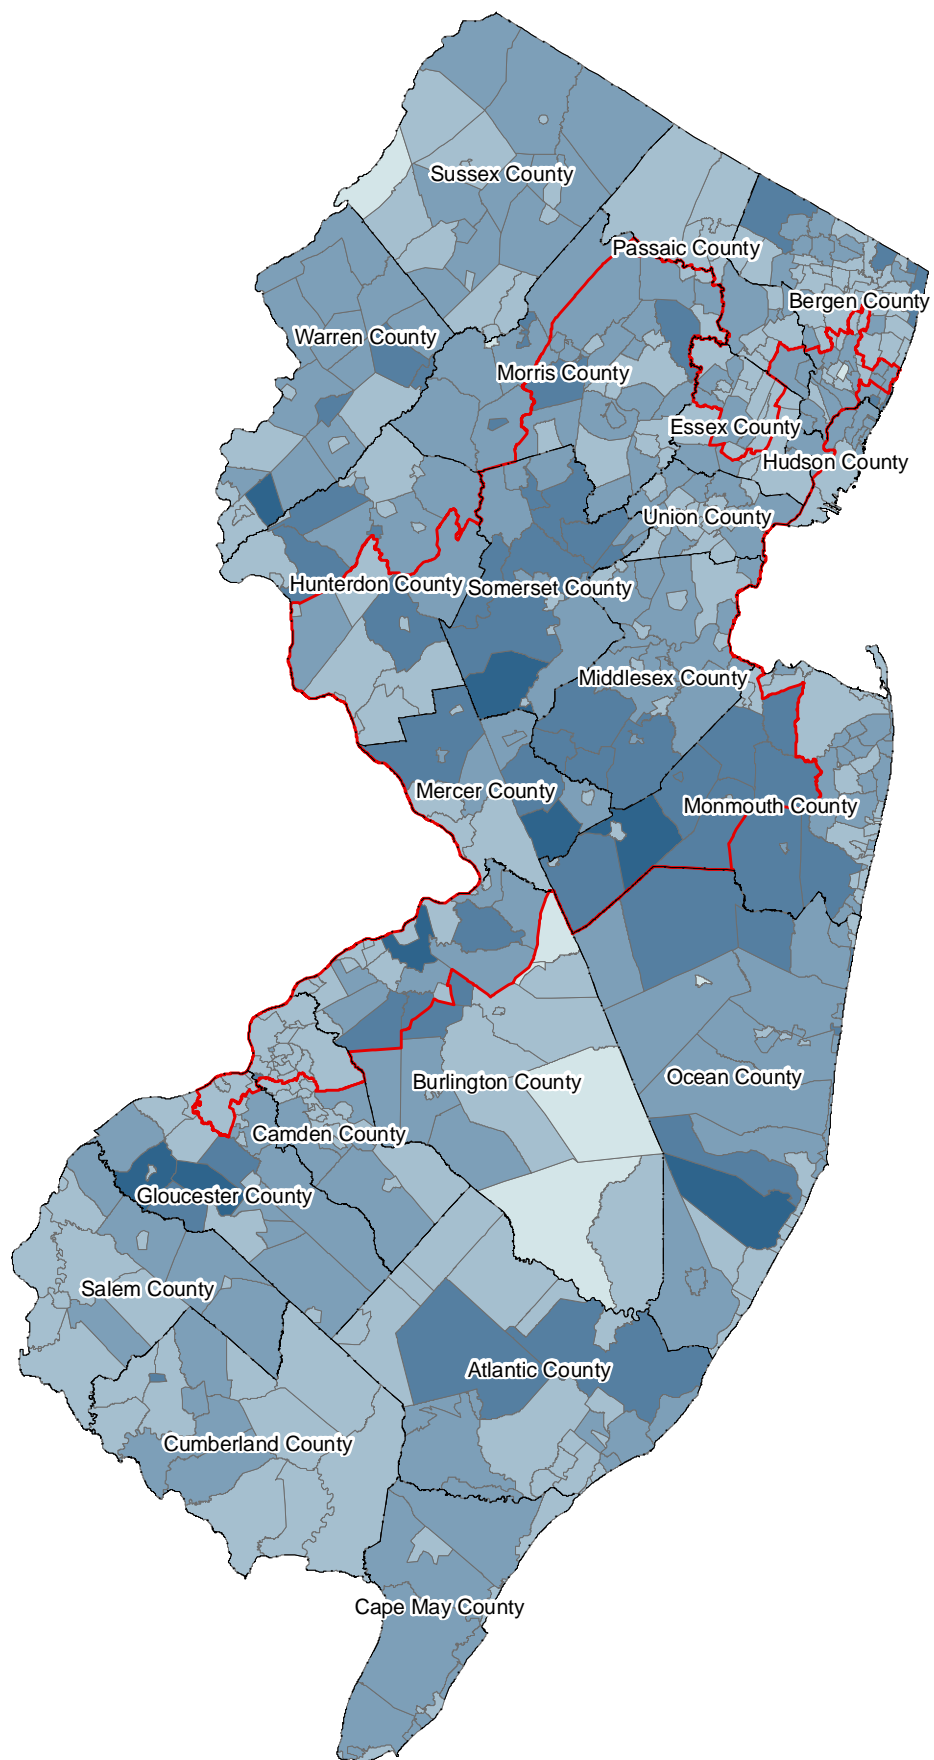 Sussex County
Passaic County
Bergen County
Warren County
Morris County
Essex County
Hudson County
Union County
Hunterdon County
Somerset County
Middlesex County
Mercer County
Monmouth County
Ocean County
Burlington County
Camden County
Gloucester County
Salem County
Atlantic County
Cumberland County
Cape May County